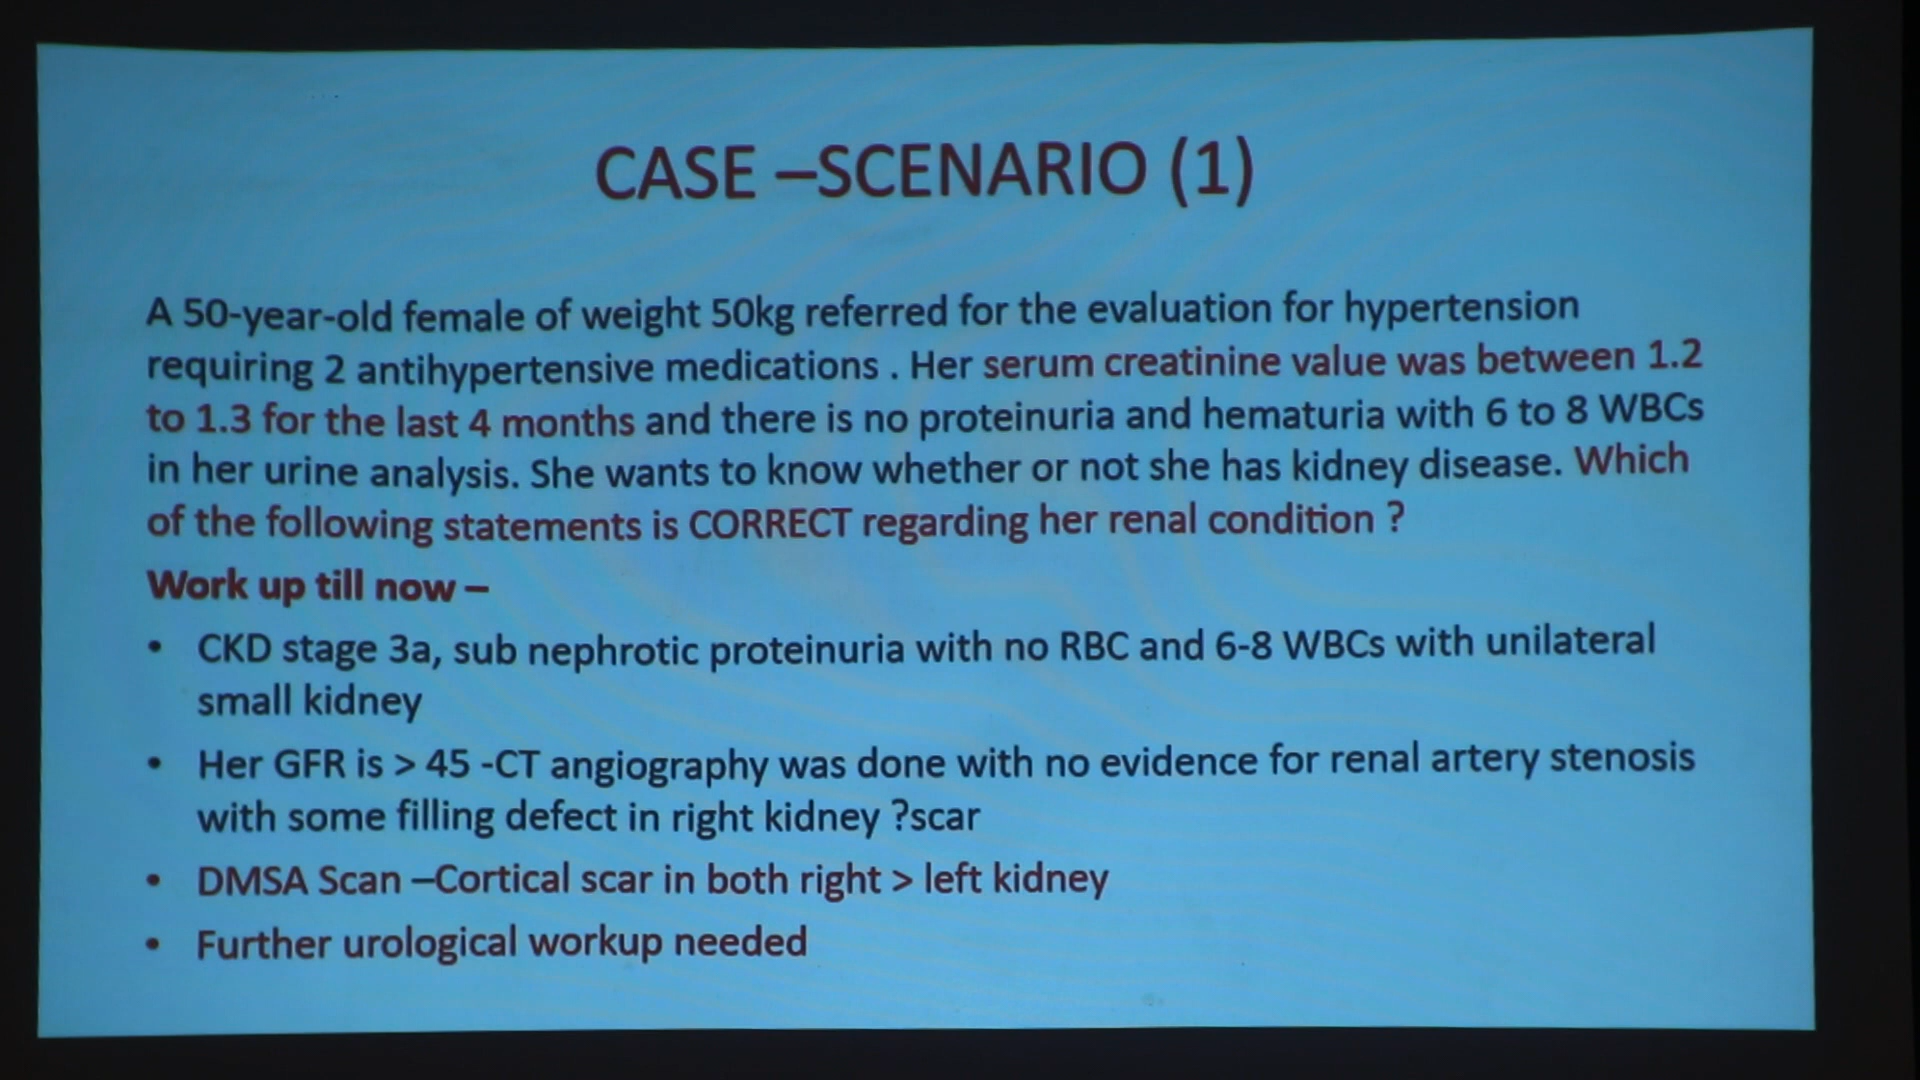 CASE –SCENARIO (1)
A 50-year-old female of weight 50kg referred for the evaluation for hypertension
requiring 2 antihypertensive medications . Her serum creatinine value was between 1.2
to 1.3 for the last 4 months and there is no proteinuria and hematuria with 6 to 8 WBCs
in her urine analysis. She wants to know whether or not she has kidney disease. Which
of the following statements is CORRECT regarding her renal condition ?
Work up till now –
• CKD stage 3a, sub nephrotic proteinuria with no RBC and 6-8 WBCs with unilateral
small kidney
• Her GFR is > 45 -CT angiography was done with no evidence for renal artery stenosis
with some filling defect in right kidney ?scar
• DMSA Scan –Cortical scar in both right > left kidney
• Further urological workup needed